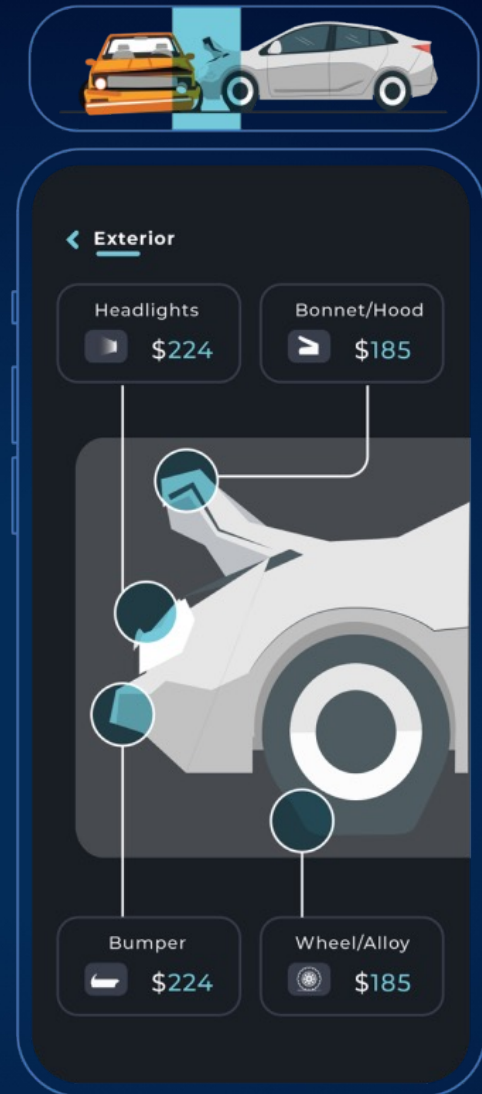 Exterior
Headlights
$224
Bonnet/Hood
$185
Bumper
$224
Wheel/Alloy
$185